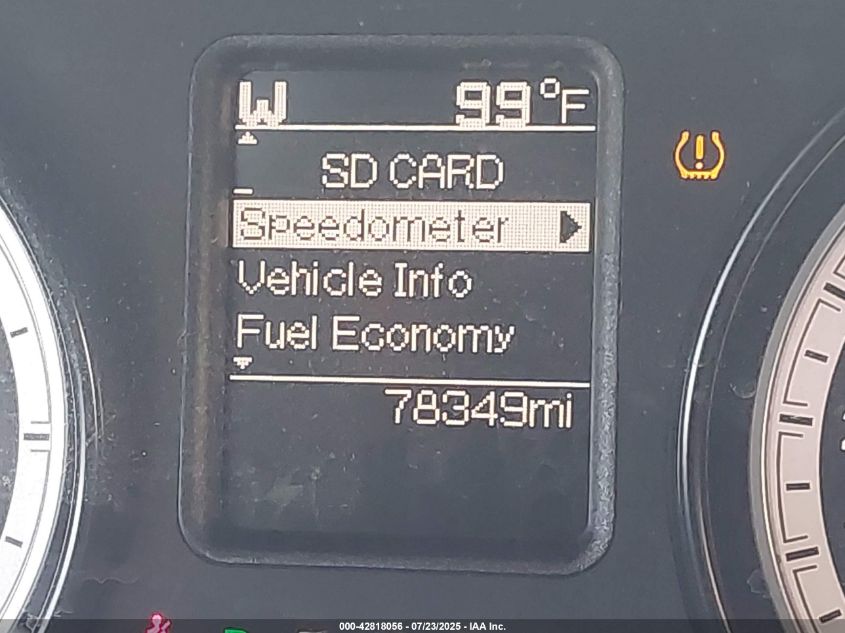 W 99°F
SD CARD
Speedometer
Vehicle Info
Fuel Economy
78349mi
000-42818056 - 07/23/2025 - IAA Inc.